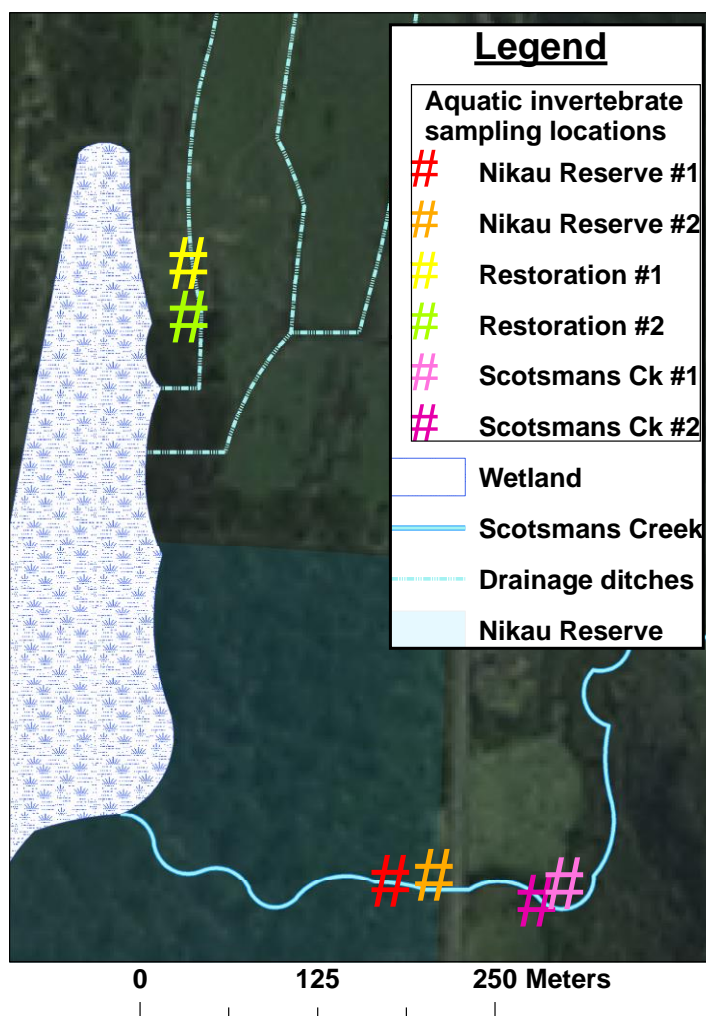 Legend
Aquatic invertebrate
sampling locations
# Nikau Reserve #1
# Nikau Reserve #2
# Restoration #1
# Restoration #2
# Scotsmans Ck #1
# Scotsmans Ck #2
Wetland
Scotsmans Creek
Drainage ditches
Nikau Reserve
#
#
# #
# #
0 125 250 Meters